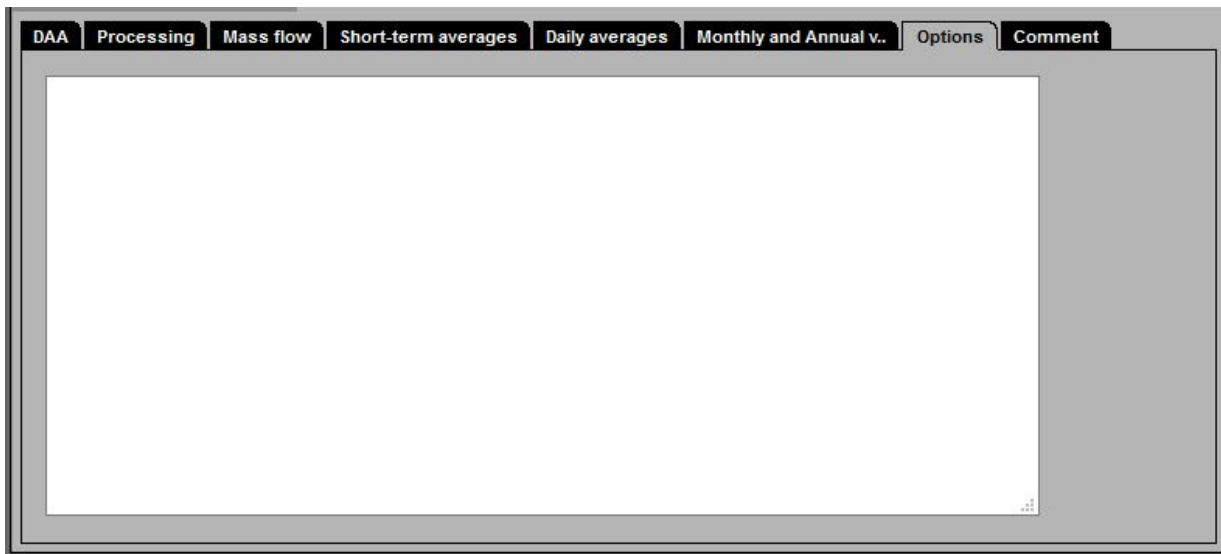 DAA Processing Mass flow Short-term averages Daily averages Monthly and Annual v.. Options Comment